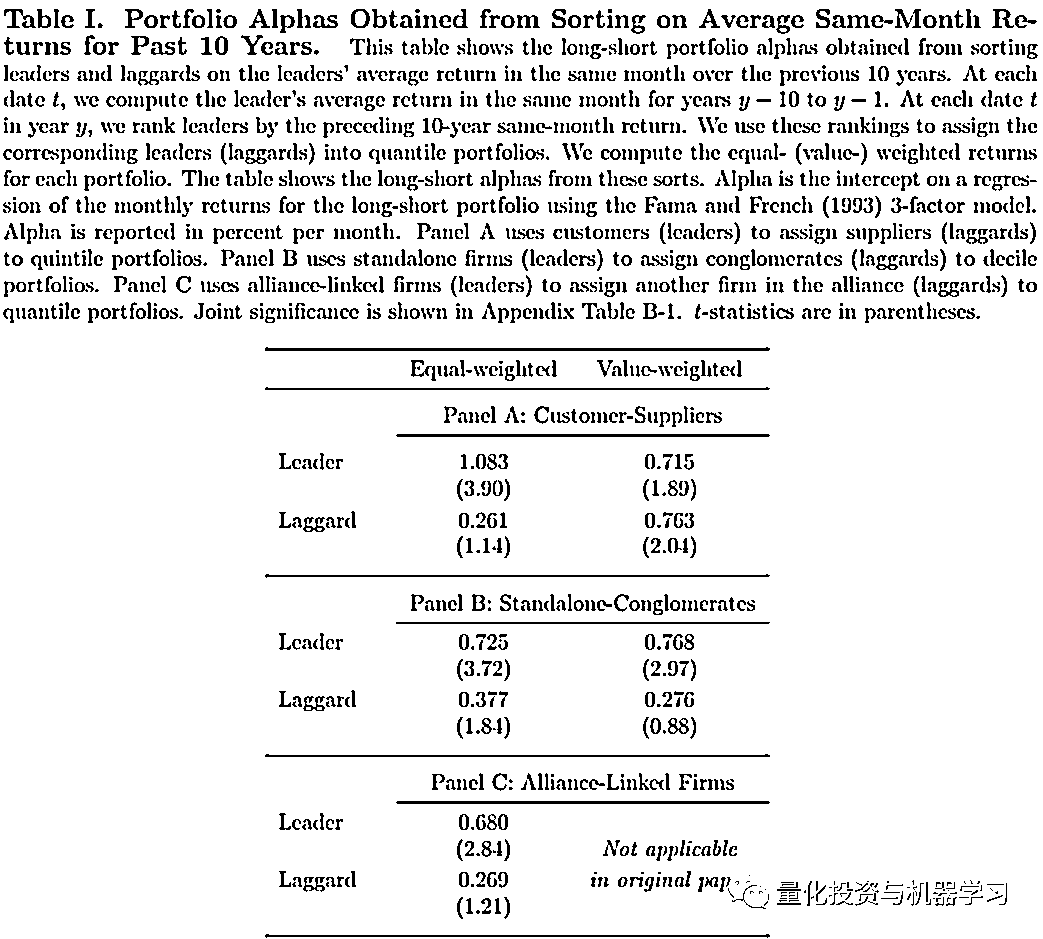 Table I. Portfolio Alphas Obtained from Sorting on Average Same-Month Re-
turns for Past 10 Years. This table shows the long-short portfolio alphas obtained from sorting
leaders and laggards on the leaders' average return in the same month over the previous 10 years. At each
date t, we compute the leader's average return in the same month for years y − 10 to y − 1. At each date t
in year y, we rank leaders by the preceding 10-year same-month return. We use these rankings to assign the
corresponding leaders (laggards) into quantile portfolios. We compute the equal- (value-) weighted returns
for each portfolio. The table shows the long-short alphas from these sorts. Alpha is the intercept on a regres-
sion of the monthly returns for the long-short portfolio using the Fama and French (1993) 3-factor model.
Alpha is reported in percent per month. Panel A uses customers (leaders) to assign suppliers (laggards)
to quintile portfolios. Panel B uses standalone firms (leaders) to assign conglomerates (laggards) to decile
portfolios. Panel C uses alliance-linked firms (leaders) to assign another firm in the alliance (laggards) to
quantile portfolios. Joint significance is shown in Appendix Table B-1. t-statistics are in parentheses.
Equal-weighted Value-weighted
Panel A: Customer-Suppliers
Leader 1.083 0.715
(3.90) (1.89)
Laggard 0.261 0.763
(1.14) (2.04)
Panel B: Standalone-Conglomerates
Leader 0.725 0.768
(3.72) (2.97)
Laggard 0.377 0.276
(1.84) (0.88)
Panel C: Alliance-Linked Firms
Leader 0.680
(2.84) Not applicable
Laggard 0.269 in original pap
(1.21)
量化投资与机器学习